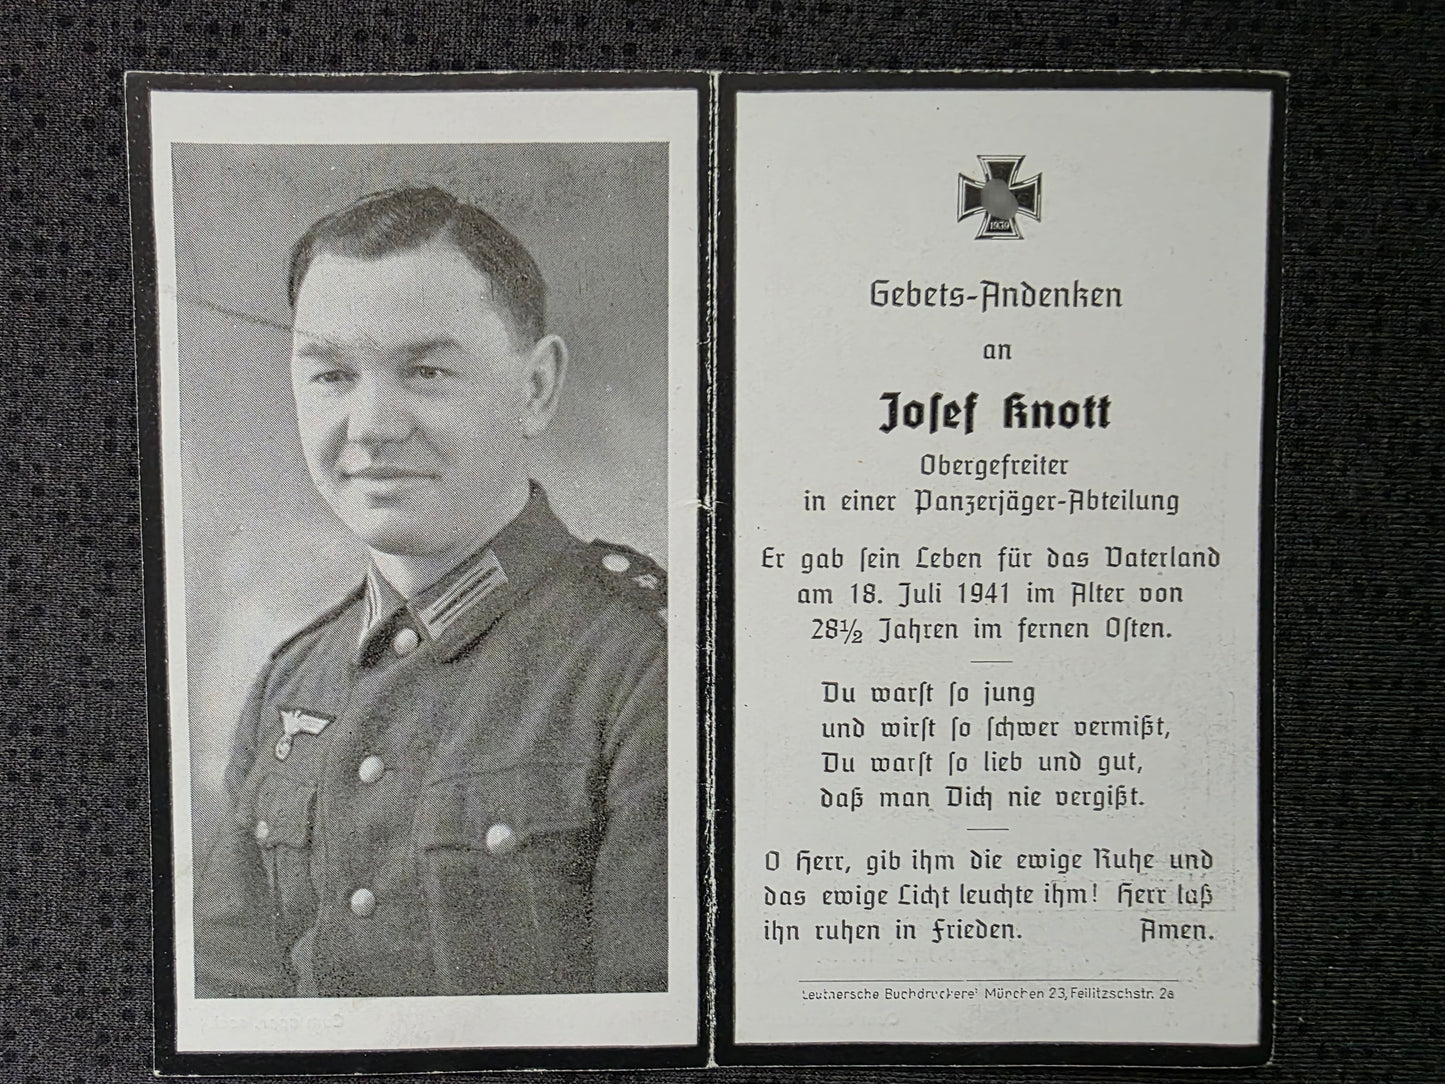 1939
Gebets-Andenken
an
Joſef Knott
Obergefreiter
in einer Panzerjäger-Abteilung
Er gab ſein Leben für das Vaterland
am 18. Juli 1941 im Alter von
28½ Jahren im fernen Oſten.
Du warſt ſo jung
und wirſt ſo ſchwer vermißt,
Du warſt ſo lieb und gut,
daß man Dich nie vergißt.
O Herr, gib ihm die ewige Ruhe und
das ewige Licht leuchte ihm! Herr laß
ihn ruhen in Frieden. Amen.
Leutnersche Buchdruckerei München 23, Feilitzschstr. 2a